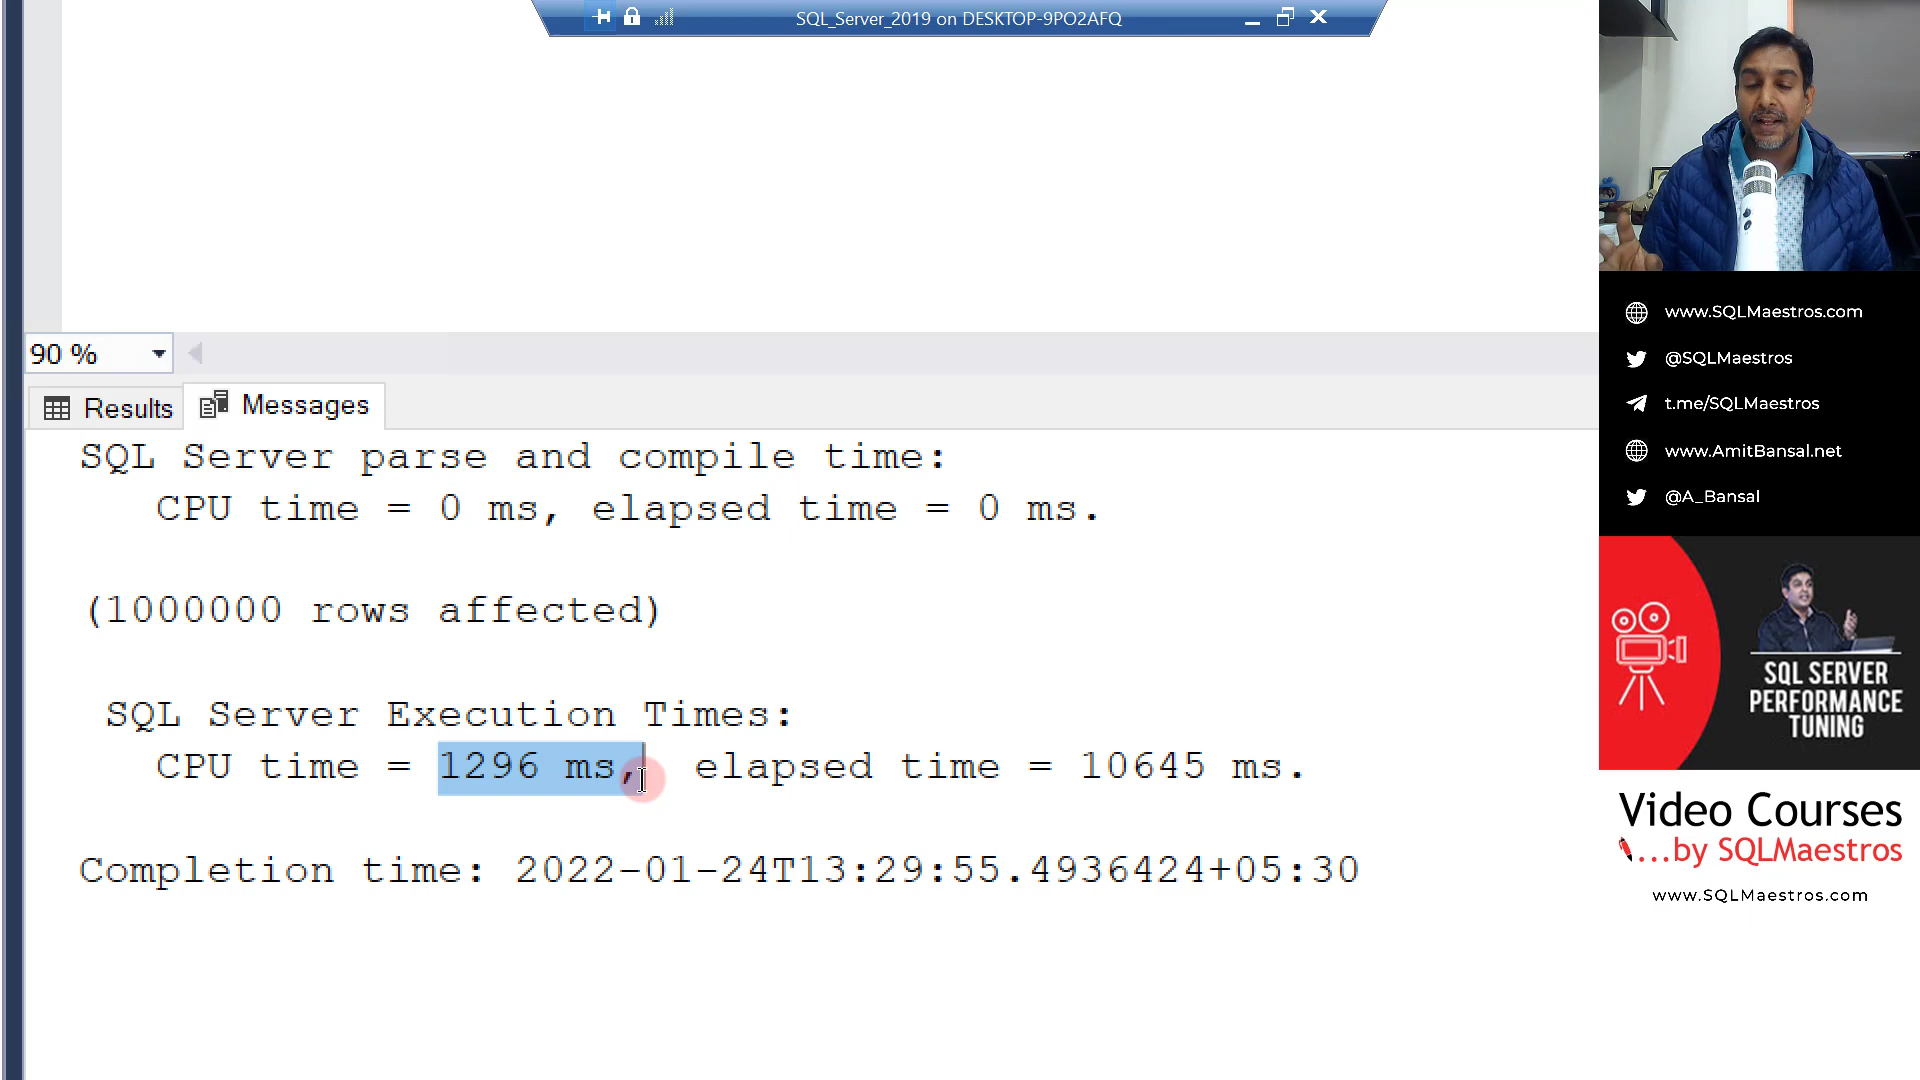 SQL_Server_2019 on DESKTOP-9PO2AFQ
90 %
Results
Messages
SQL Server parse and compile time:
CPU time = 0 ms, elapsed time = 0 ms.
(1000000 rows affected)
SQL Server Execution Times:
CPU time = 1296 ms,  elapsed time = 10645 ms.
Completion time: 2022-01-24T13:29:55.4936424+05:30
www.SQLMaestros.com
@SQLMaestros
t.me/SQLMaestros
www.AmitBansal.net
@A_Bansal
SQL SERVER
PERFORMANCE
TUNING
Video Courses
...by SQLMaestros
www.SQLMaestros.com